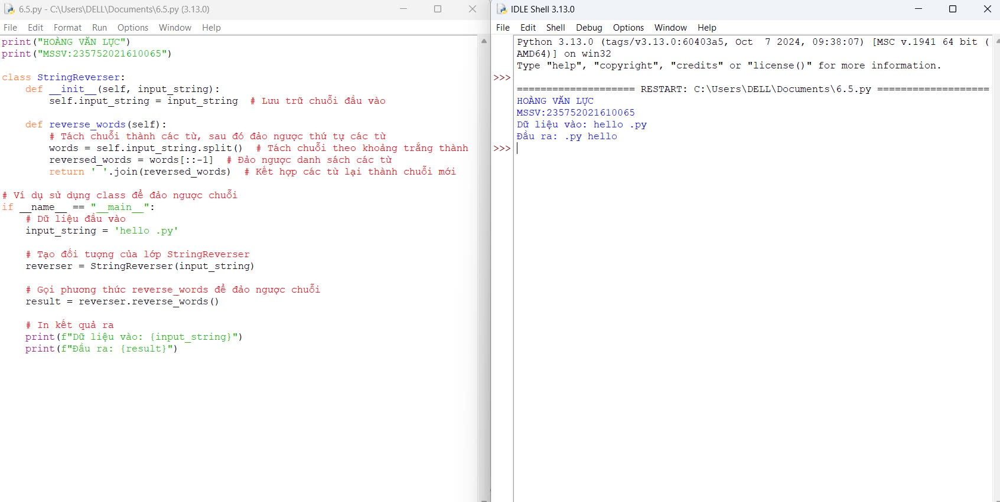 6.5.py - C:\Users\DELL\Documents\6.5.py (3.13.0)
File Edit Format Run Options Window Help
print("HOÀNG VĂN LỰC")
print("MSSV:235752021610065")
class StringReverser:
    def __init__(self, input_string):
        self.input_string = input_string  # Lưu trữ chuỗi đầu vào
    def reverse_words(self):
        # Tách chuỗi thành các từ, sau đó đảo ngược thứ tự các từ
        words = self.input_string.split()  # Tách chuỗi theo khoảng trắng thành
        reversed_words = words[::-1]  # Đảo ngược danh sách các từ
        return ' '.join(reversed_words)  # Kết hợp các từ lại thành chuỗi mới
# Ví dụ sử dụng class để đảo ngược chuỗi
if __name__ == "__main__":
    # Dữ liệu đầu vào
    input_string = 'hello .py'
    # Tạo đối tượng của lớp StringReverser
    reverser = StringReverser(input_string)
    # Gọi phương thức reverse_words để đảo ngược chuỗi
    result = reverser.reverse_words()
    # In kết quả ra
    print(f"Dữ liệu vào: {input_string}")
    print(f"Đầu ra: {result}")
IDLE Shell 3.13.0
File Edit Shell Debug Options Window Help
Python 3.13.0 (tags/v3.13.0:60403a5, Oct  7 2024, 09:38:07) [MSC v.1941 64 bit (
AMD64)] on win32
Type "help", "copyright", "credits" or "license()" for more information.
>>>
==================== RESTART: C:\Users\DELL\Documents\6.5.py ===================
HOÀNG VĂN LỰC
MSSV:235752021610065
Dữ liệu vào: hello .py
Đầu ra: .py hello
>>>